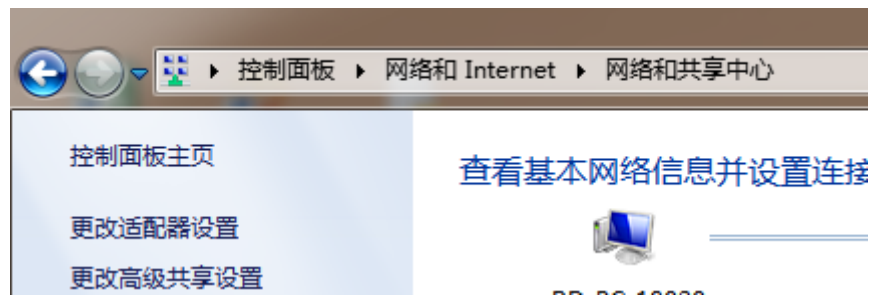 控制面板 ▸ 网络和 Internet ▸ 网络和共享中心
控制面板主页
查看基本网络信息并设置连接
更改适配器设置
更改高级共享设置